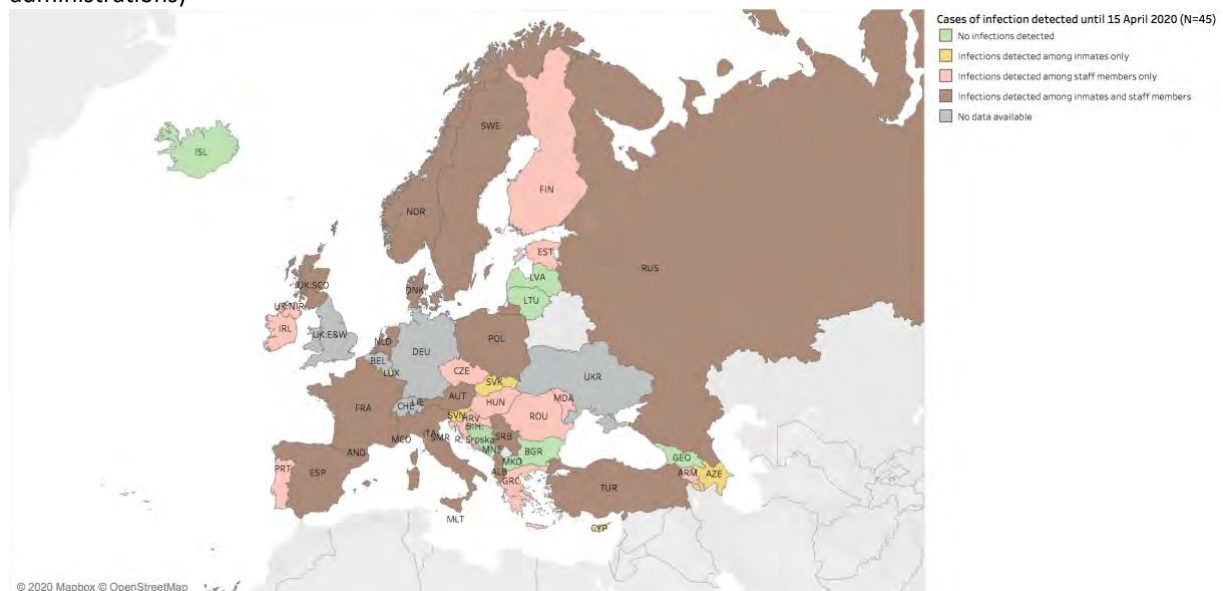 administrations)
Cases of infection detected until 15 April 2020 (N=45)
No infections detected
Infections detected among inmates only
Infections detected among staff members only
Infections detected among inmates and staff members
No data available
ISL
SWE
FIN
NOR
EST
RUS
LVA
UK:SCO
DNK
LTU
UK:NIR
IRL
UK:E&W
NLD
POL
DEU
BEL
LUX
CZE
UKR
SVK
FRA
CHE
LIE
AUT
HUN
MDA
SVN
HRV
ROU
BIH:
R. Srpska
SRB
MCO
ITA
SMR
MNE
BGR
GEO
AND
MKD
ALB
ARM
AZE
PRT
ESP
GRC
TUR
MLT
CYP
© 2020 Mapbox © OpenStreetMap